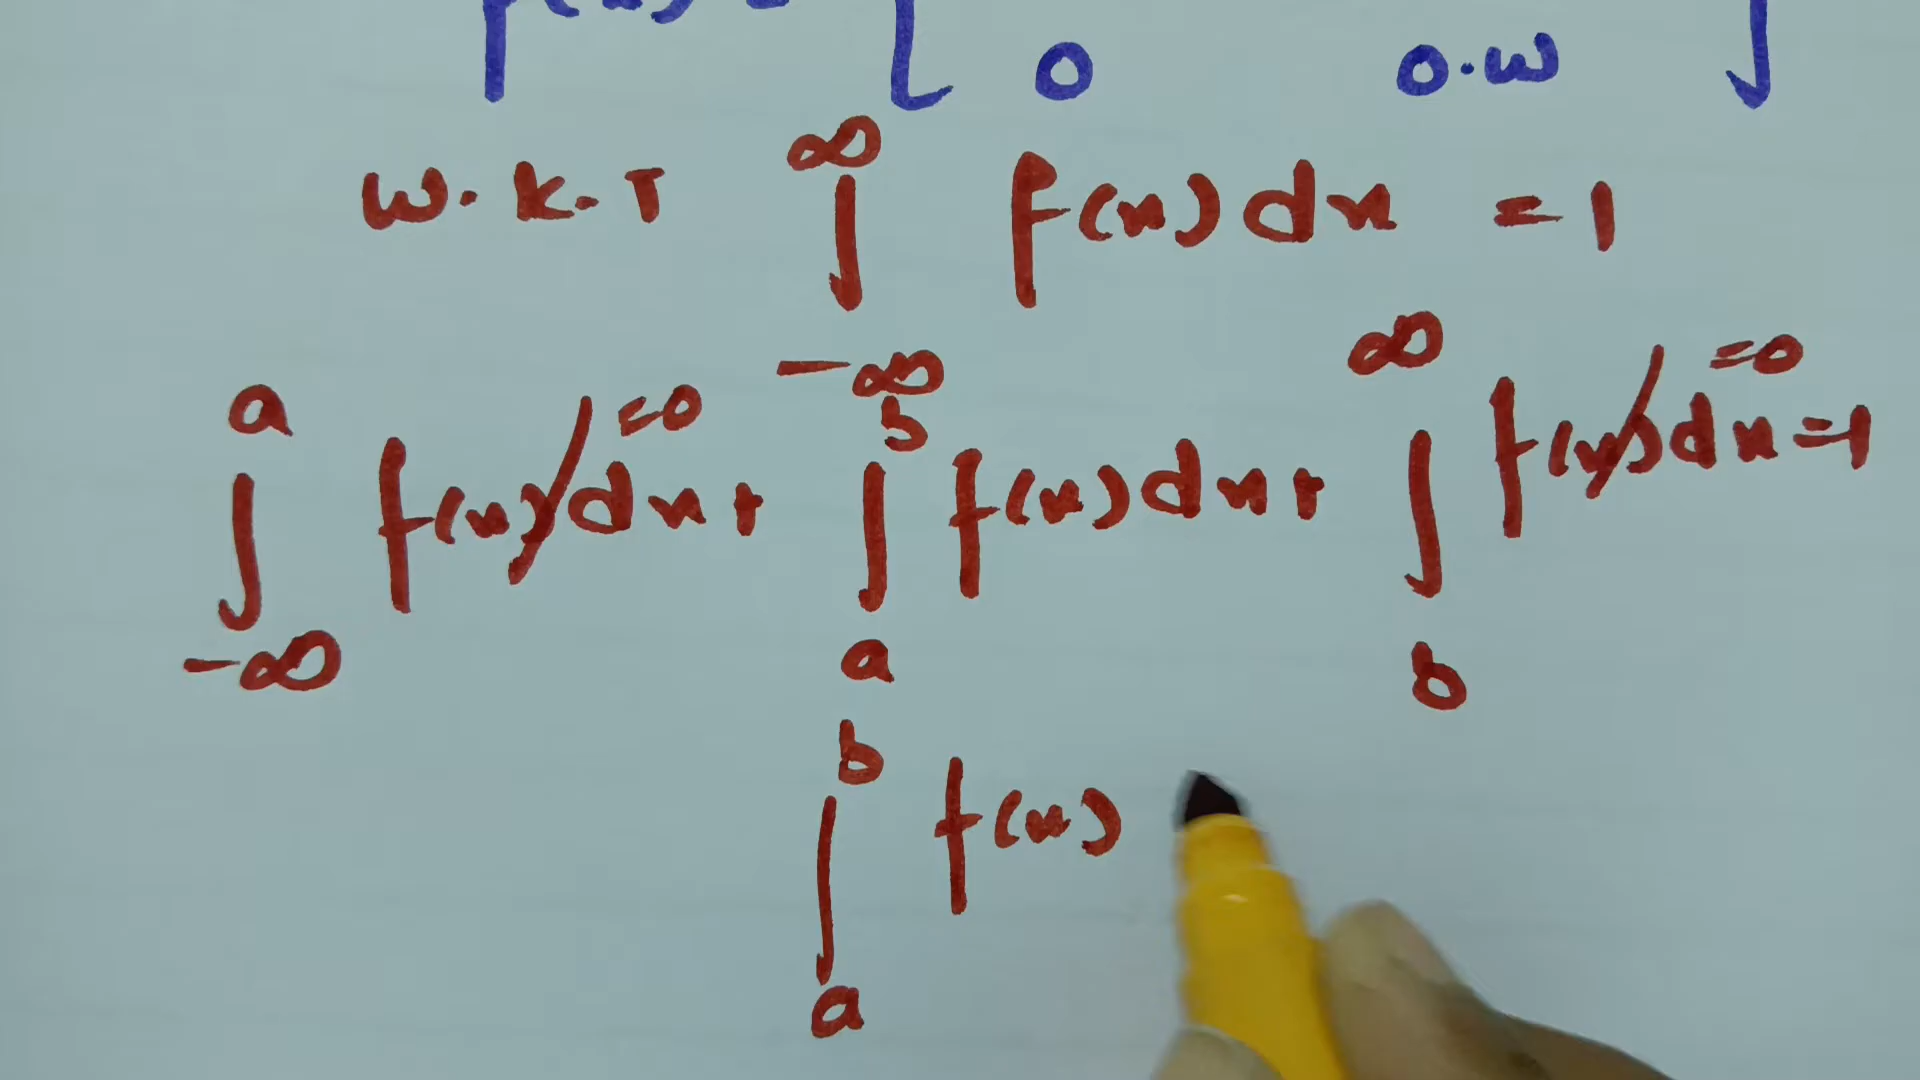 f(x) =
0 o.w
w.k.T ∫_{-∞}^{∞} f(x) dx = 1
∫_{-∞}^{a} f(x) dx =0 + ∫_{a}^{b} f(x) dx + ∫_{b}^{∞} f(x) dx =0 =1
∫_{a}^{b} f(x)